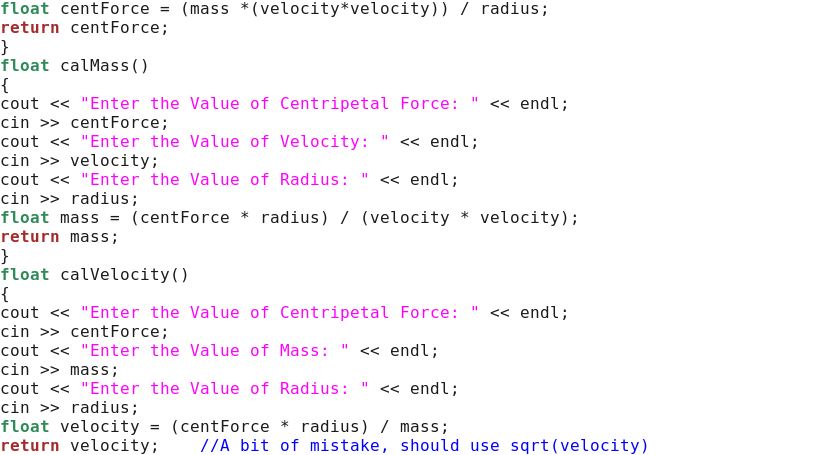 float centForce = (mass *(velocity*velocity)) / radius;
return centForce;
}
float calMass()
{
cout << "Enter the Value of Centripetal Force: " << endl;
cin >> centForce;
cout << "Enter the Value of Velocity: " << endl;
cin >> velocity;
cout << "Enter the Value of Radius: " << endl;
cin >> radius;
float mass = (centForce * radius) / (velocity * velocity);
return mass;
}
float calVelocity()
{
cout << "Enter the Value of Centripetal Force: " << endl;
cin >> centForce;
cout << "Enter the Value of Mass: " << endl;
cin >> mass;
cout << "Enter the Value of Radius: " << endl;
cin >> radius;
float velocity = (centForce * radius) / mass;
return velocity;    //A bit of mistake, should use sqrt(velocity)